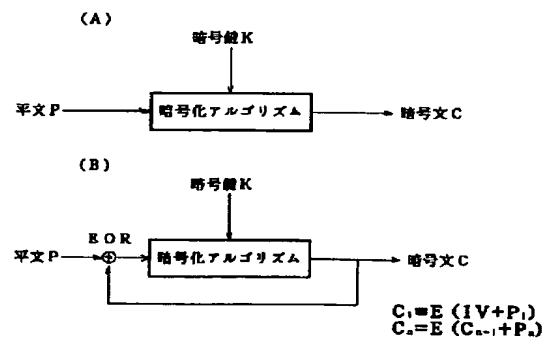 (A)
暗号鍵K
平文P
暗号化アルゴリズム
暗号文C
(B)
暗号鍵K
平文P
EOR
暗号化アルゴリズム
暗号文C
C₁=E(IV+P₁)
Cₙ=E(Cₙ₋₁+Pₙ)